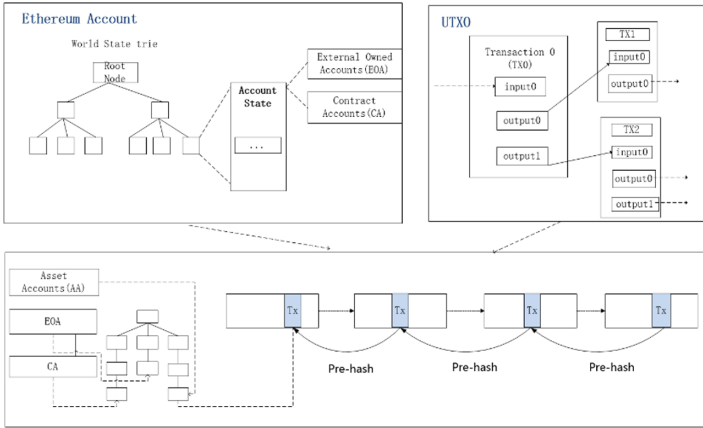 Ethereum Account
World State trie
Root
Node
Account
State
...
External Owned
Accounts(EOA)
Contract
Accounts(CA)
UTXO
Transaction 0
(TX0)
input0
output0
output1
TX1
input0
output0
TX2
input0
output0
output1
Asset
Accounts(AA)
EOA
CA
Tx
Tx
Tx
Tx
Pre-hash
Pre-hash
Pre-hash